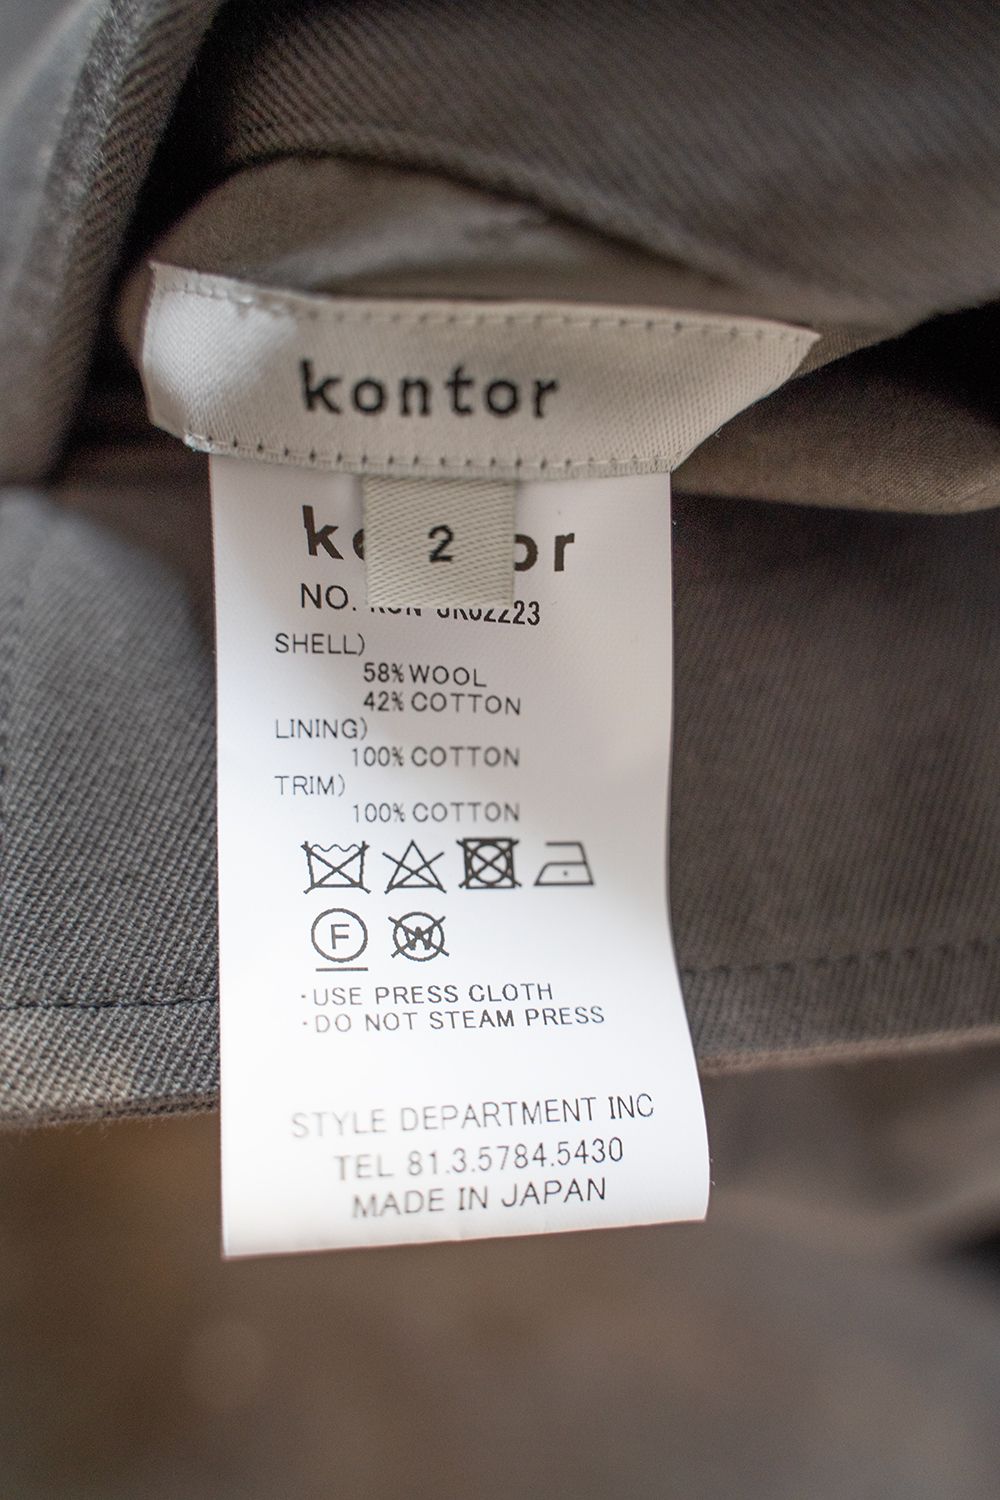 kontor
2
NO.
SHELL)
58% WOOL
42% COTTON
LINING)
100% COTTON
TRIM)
100% COTTON
F W
·USE PRESS CLOTH
·DO NOT STEAM PRESS
STYLE DEPARTMENT INC
TEL 81.3.5784.5430
MADE IN JAPAN